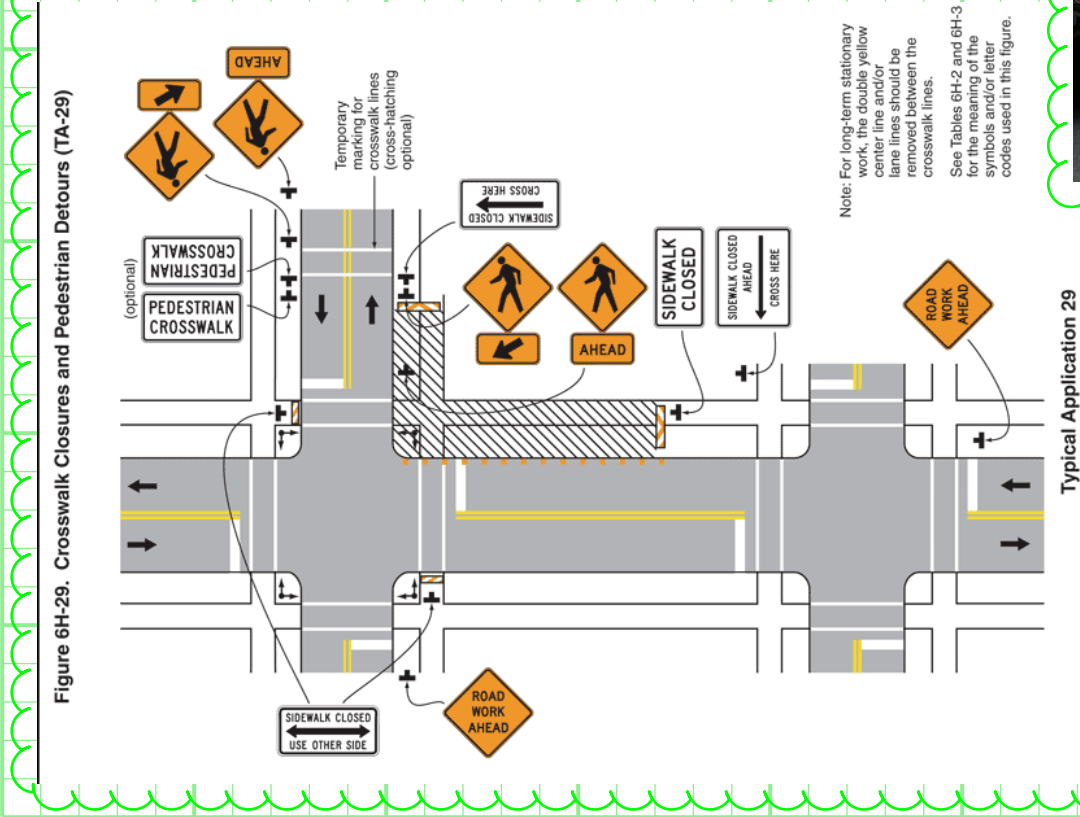 Figure 6H-29. Crosswalk Closures and Pedestrian Detours (TA-29)
AHEAD
Temporary
marking for
crosswalk lines
(cross-hatching
optional)
(optional)
PEDESTRIAN
CROSSWALK
PEDESTRIAN
CROSSWALK
SIDEWALK CLOSED
CROSS HERE
AHEAD
SIDEWALK
CLOSED
SIDEWALK CLOSED
AHEAD
CROSS HERE
ROAD
WORK
AHEAD
SIDEWALK CLOSED
USE OTHER SIDE
ROAD
WORK
AHEAD
Note: For long-term stationary
work, the double yellow
center line and/or
lane lines should be
removed between the
crosswalk lines.
See Tables 6H-2 and 6H-3
for the meaning of the
symbols and/or letter
codes used in this figure.
Typical Application 29